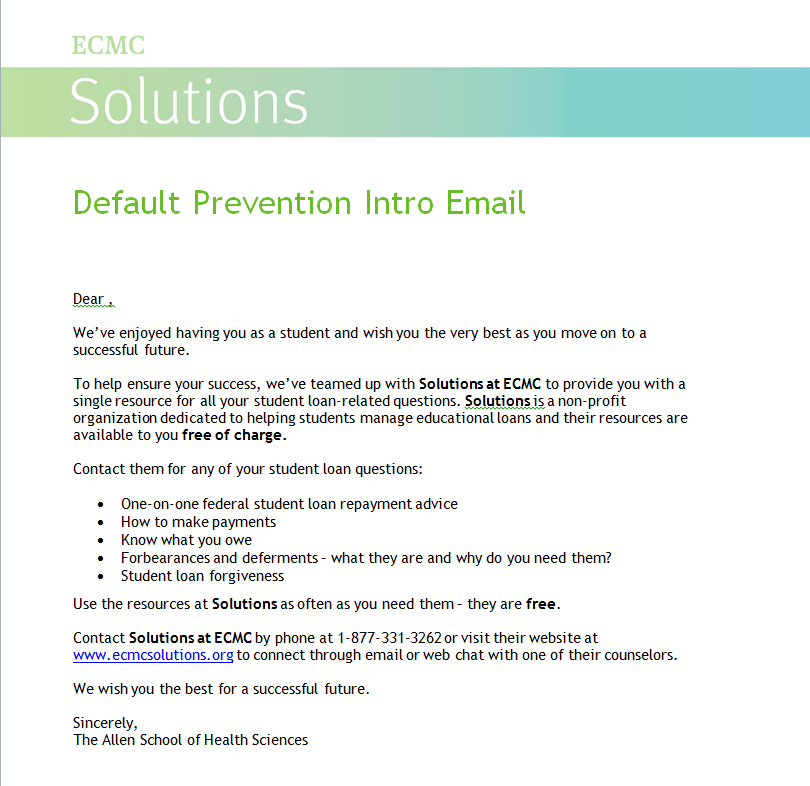 ECMC
Solutions
Default Prevention Intro Email
Dear ,
We’ve enjoyed having you as a student and wish you the very best as you move on to a
successful future.
To help ensure your success, we’ve teamed up with Solutions at ECMC to provide you with a
single resource for all your student loan-related questions. Solutions is a non-profit
organization dedicated to helping students manage educational loans and their resources are
available to you free of charge.
Contact them for any of your student loan questions:
• One-on-one federal student loan repayment advice
• How to make payments
• Know what you owe
• Forbearances and deferments – what they are and why do you need them?
• Student loan forgiveness
Use the resources at Solutions as often as you need them – they are free.
Contact Solutions at ECMC by phone at 1-877-331-3262 or visit their website at
www.ecmcsolutions.org to connect through email or web chat with one of their counselors.
We wish you the best for a successful future.
Sincerely,
The Allen School of Health Sciences